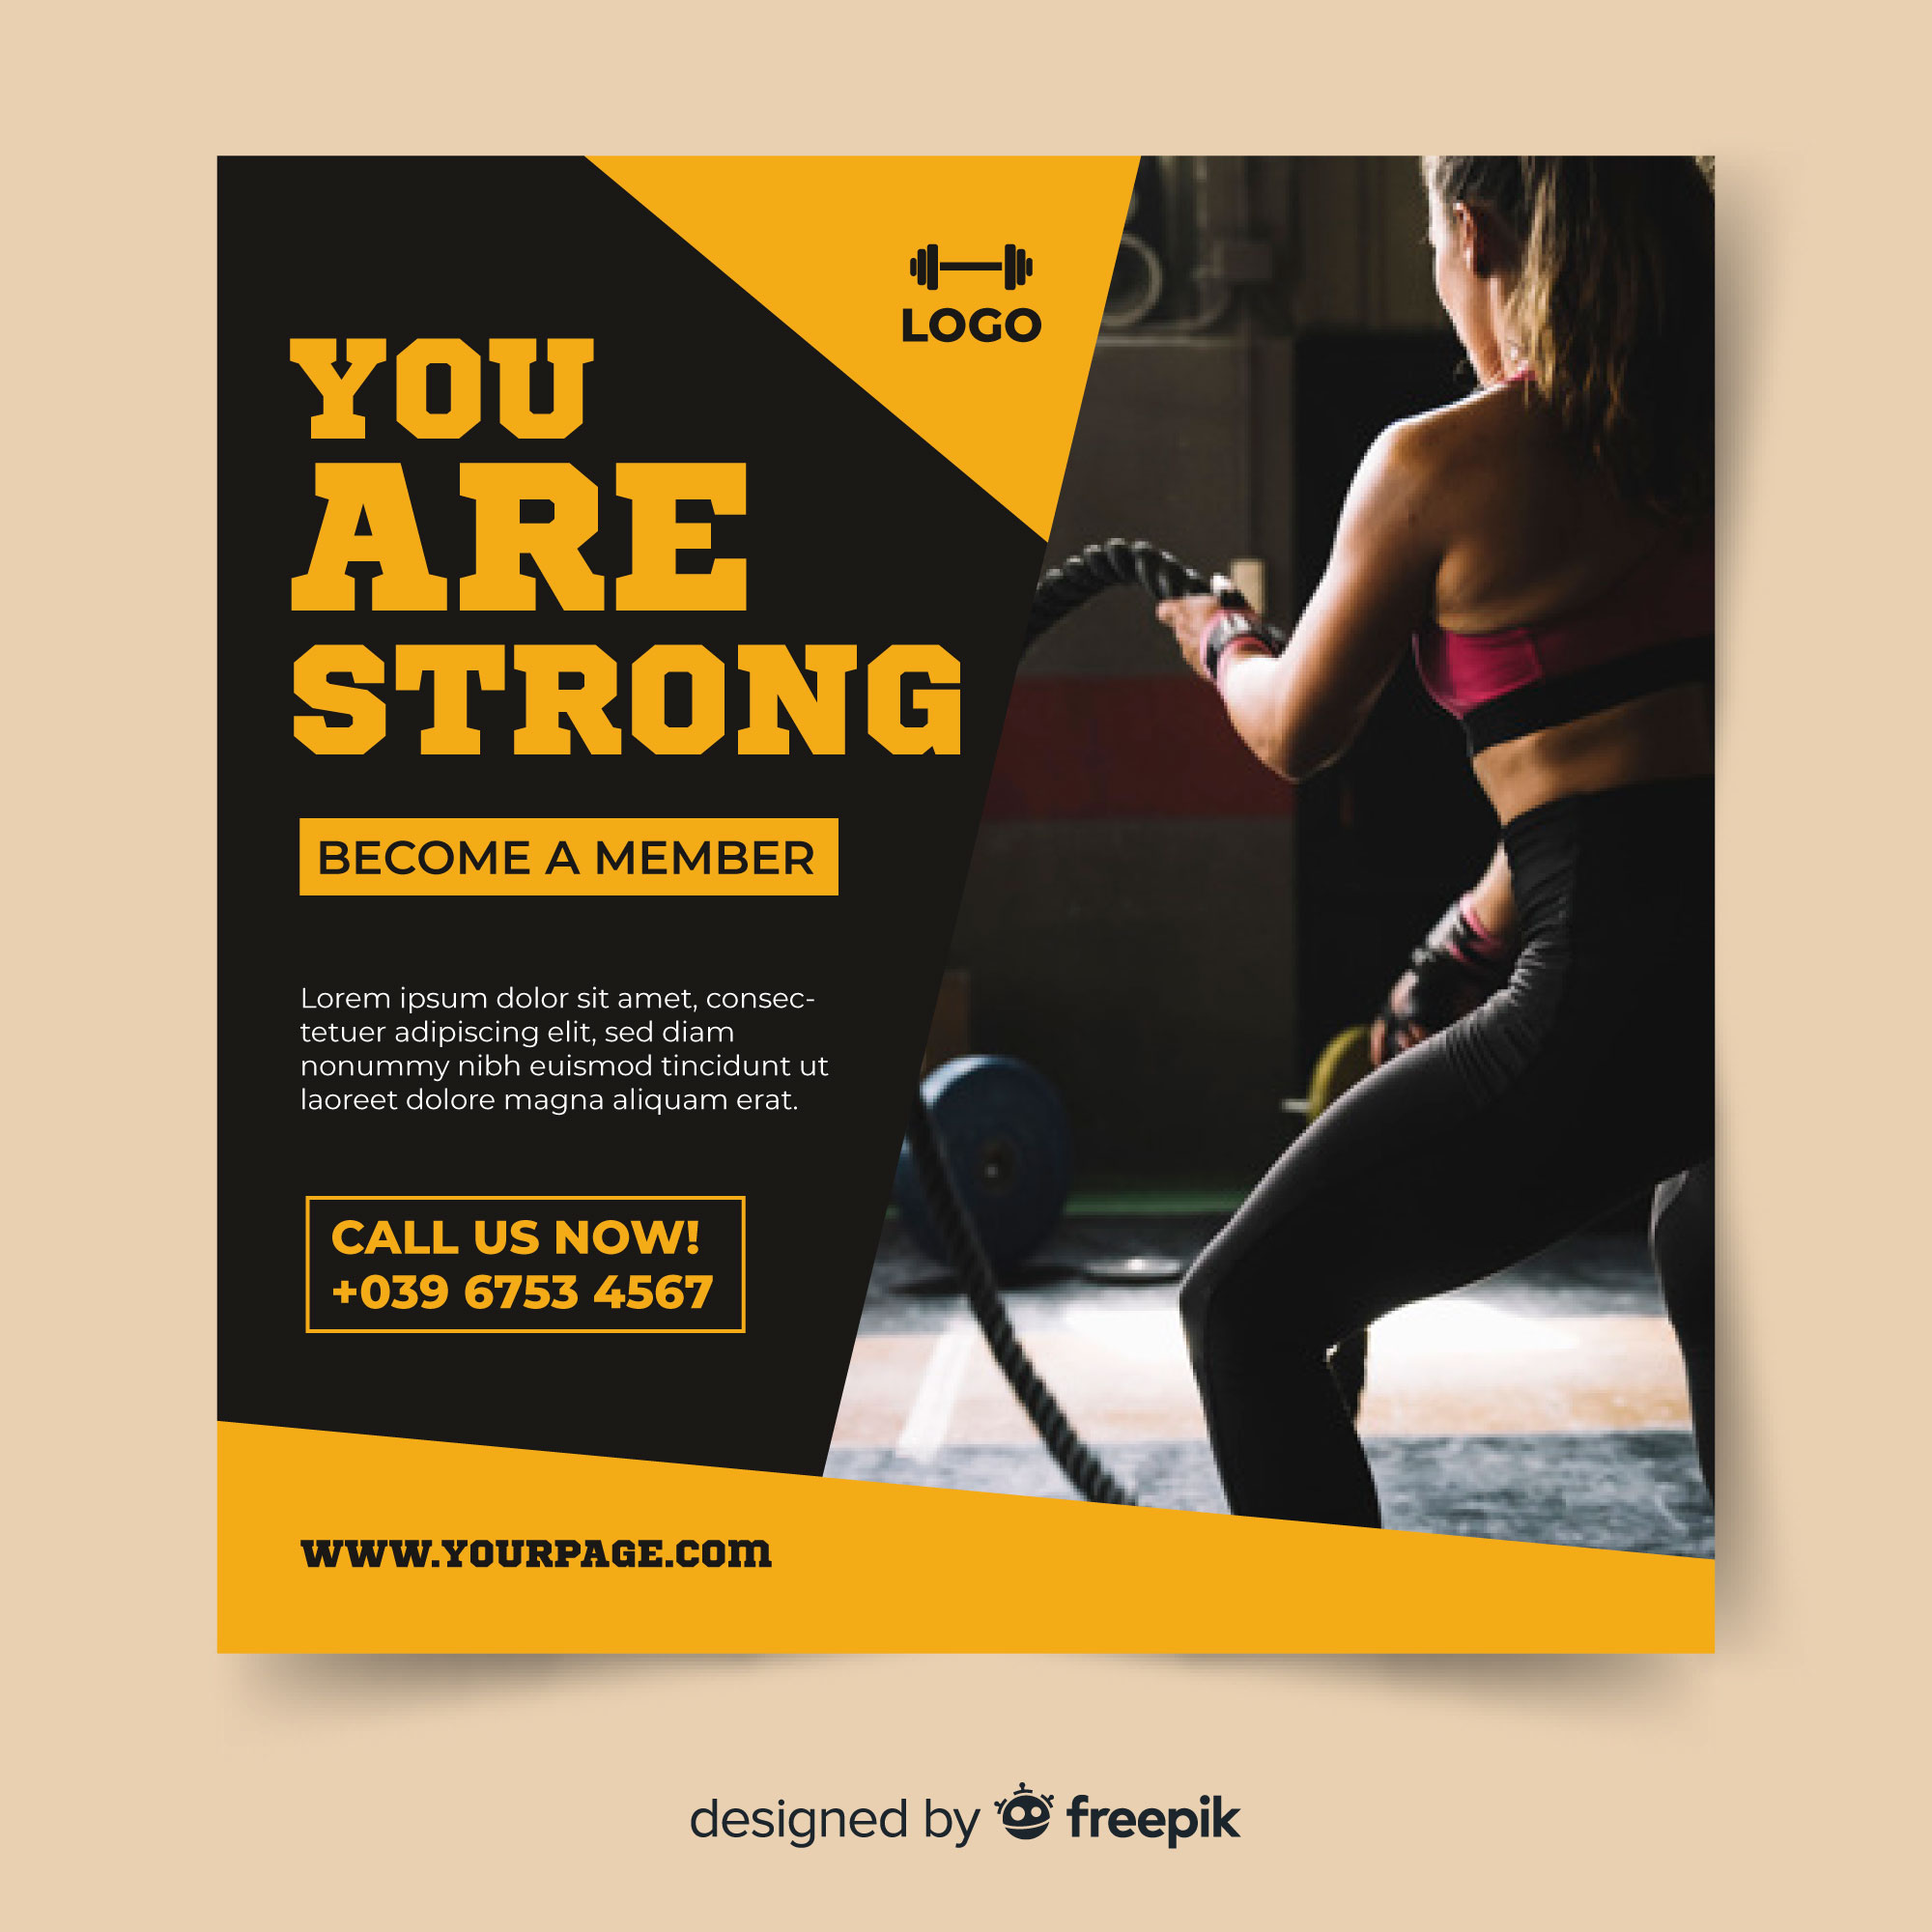 LOGO
YOU
ARE
STRONG
BECOME A MEMBER
Lorem ipsum dolor sit amet, consec-
tetuer adipiscing elit, sed diam
nonummy nibh euismod tincidunt ut
laoreet dolore magna aliquam erat.
CALL US NOW!
+039 6753 4567
WWW.YOURPAGE.COM
designed by freepik